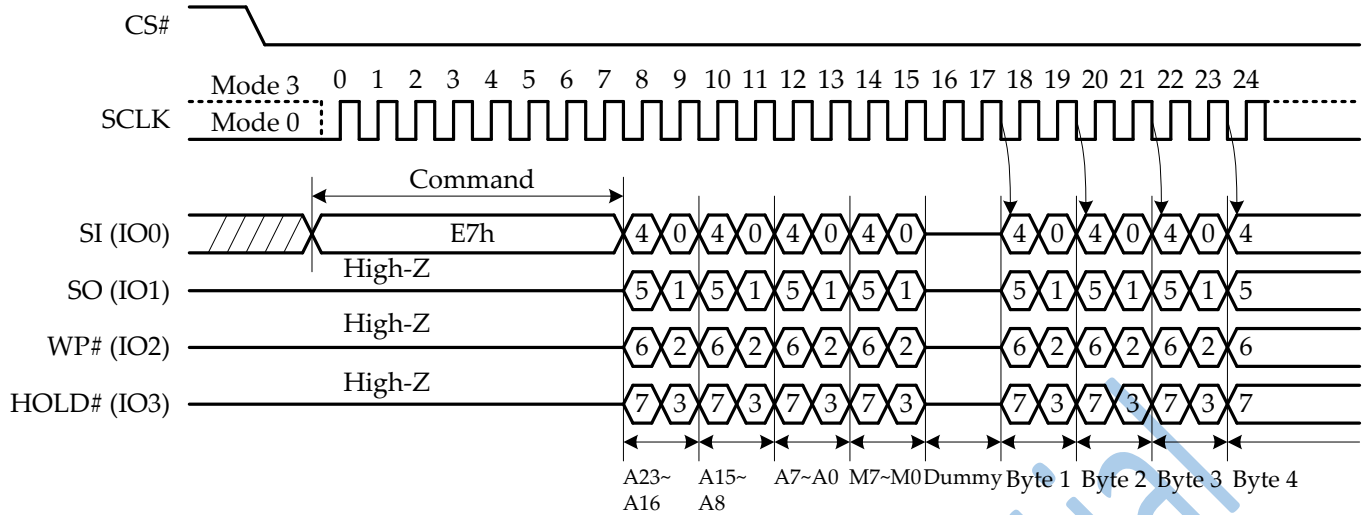 CS#
0 1 2 3 4 5 6 7 8 9 10 11 12 13 14 15 16 17 18 19 20 21 22 23 24
Mode 3
SCLK
Mode 0
Command
SI (IO0) E7h 4 0 4 0 4 0 4 0 4 0 4 0 4 0 4
High-Z
SO (IO1) 5 1 5 1 5 1 5 1 5 1 5 1 5 1 5
High-Z
WP# (IO2) 6 2 6 2 6 2 6 2 6 2 6 2 6 2 6
High-Z
HOLD# (IO3) 7 3 7 3 7 3 7 3 7 3 7 3 7 3 7
A23~ A15~ A7~A0 M7~M0 Dummy Byte 1 Byte 2 Byte 3 Byte 4
A16 A8